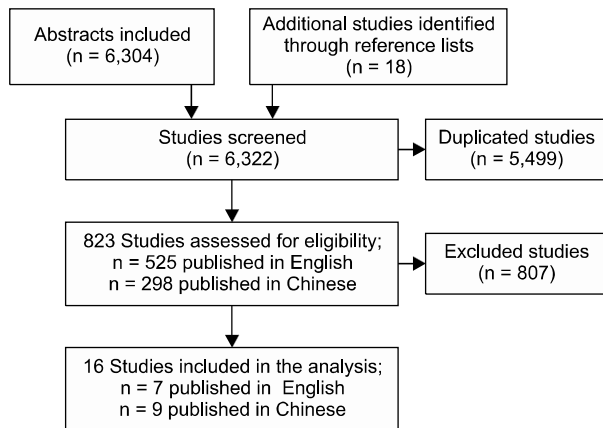 Abstracts included
(n = 6,304)
Additional studies identified
through reference lists
(n = 18)
Studies screened
(n = 6,322)
Duplicated studies
(n = 5,499)
823 Studies assessed for eligibility;
n = 525 published in English
n = 298 published in Chinese
Excluded studies
(n = 807)
16 Studies included in the analysis;
n = 7 published in English
n = 9 published in Chinese